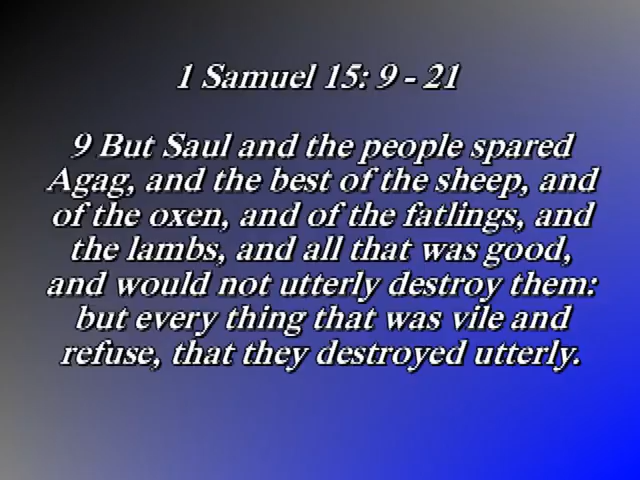 1 Samuel 15: 9 - 21
9 But Saul and the people spared
Agag, and the best of the sheep, and
of the oxen, and of the fatlings, and
the lambs, and all that was good,
and would not utterly destroy them:
but every thing that was vile and
refuse, that they destroyed utterly.